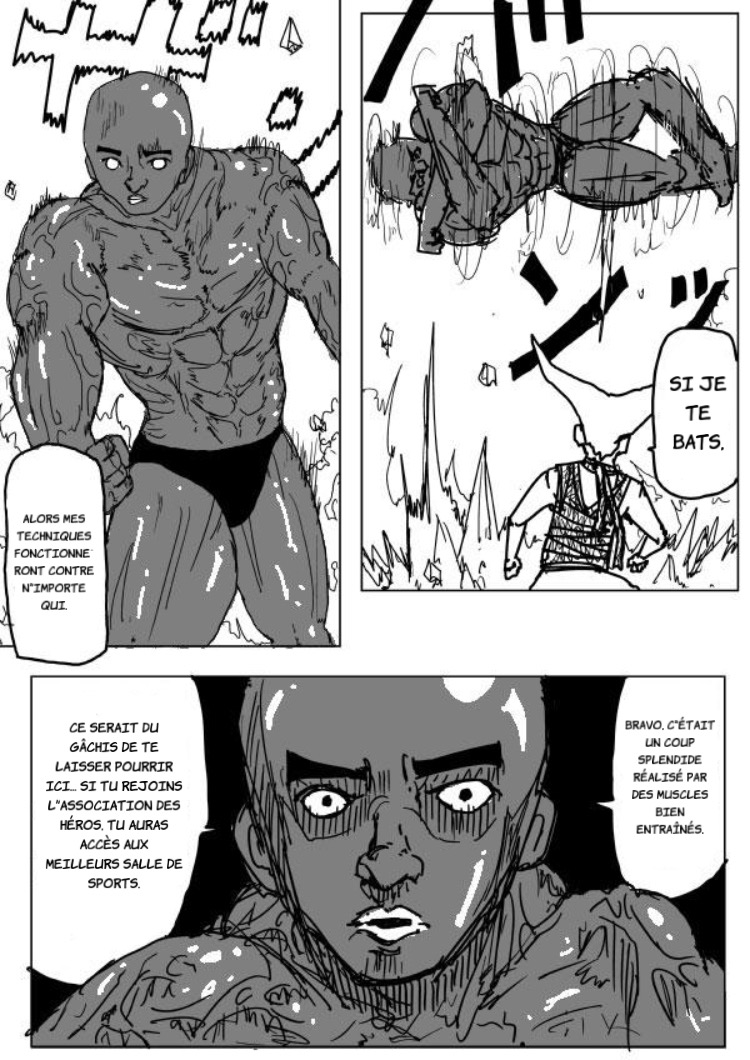 SI JE
TE
BATS.
ALORS MES
TECHNIQUES
FONCTIONNE
RONT CONTRE
N"IMPORTE
QUI.
BRAVO. C"ÉTAIT
UN COUP
SPLENDIDE
RÉALISÉ PAR
DES MUSCLES
BIEN
ENTRAÎNÉS.
CE SERAIT DU
GÂCHIS DE TE
LAISSER POURRIR
ICI... SI TU REJOINS
L"ASSOCIATION DES
HÉROS, TU AURAS
ACCÈS AUX
MEILLEURS SALLE DE
SPORTS.